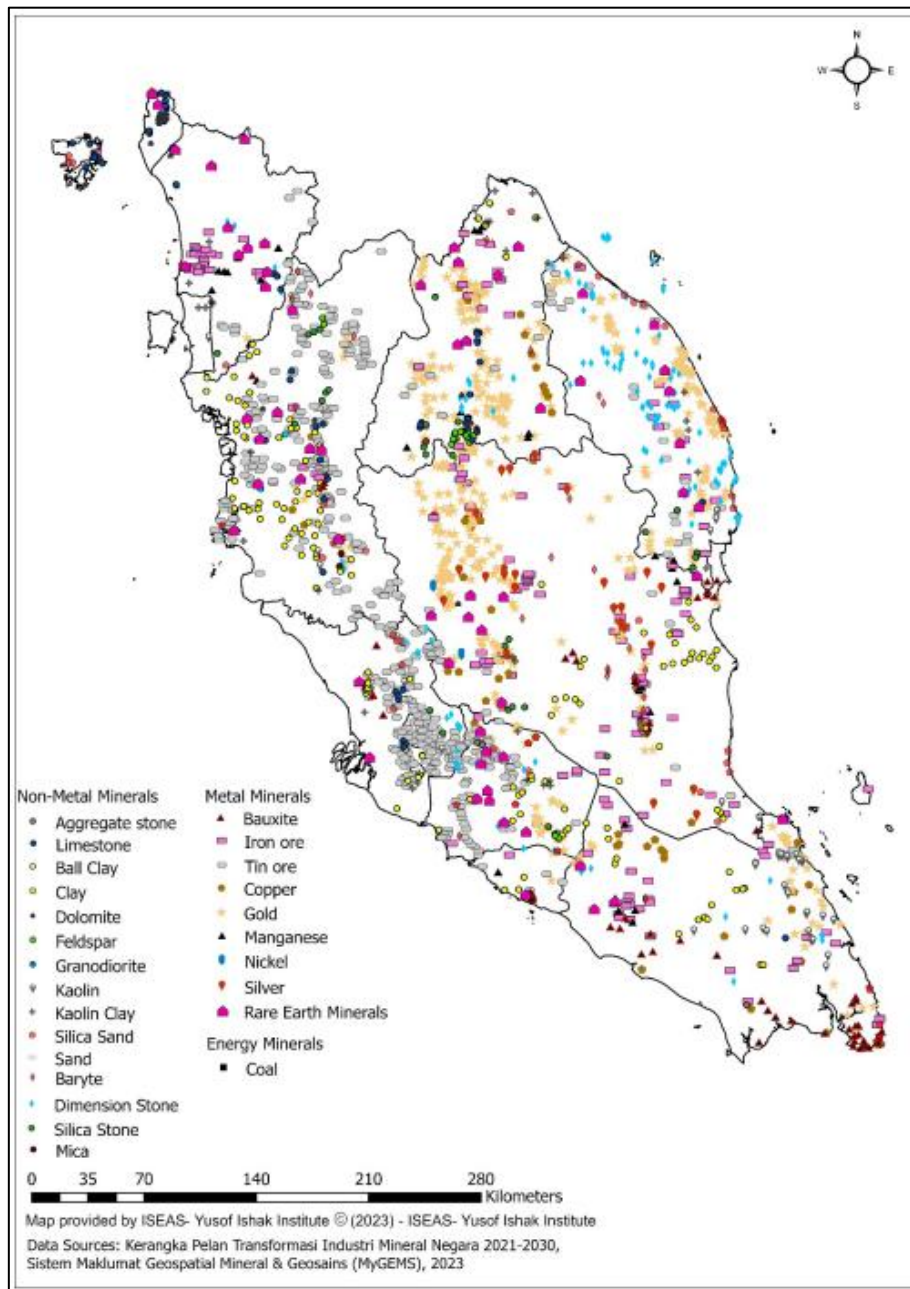 N
W E
S
Non-Metal Minerals
Aggregate stone
Limestone
Ball Clay
Clay
Dolomite
Feldspar
Granodiorite
Kaolin
Kaolin Clay
Silica Sand
Sand
Baryte
Dimension Stone
Silica Stone
Mica
Metal Minerals
Bauxite
Iron ore
Tin ore
Copper
Gold
Manganese
Nickel
Silver
Rare Earth Minerals
Energy Minerals
Coal
0 35 70 140 210 280
Kilometers
Map provided by ISEAS- Yusof Ishak Institute © (2023) - ISEAS- Yusof Ishak Institute
Data Sources: Kerangka Pelan Transformasi Industri Mineral Negara 2021-2030,
Sistem Maklumat Geospatial Mineral & Geosains (MyGEMS), 2023